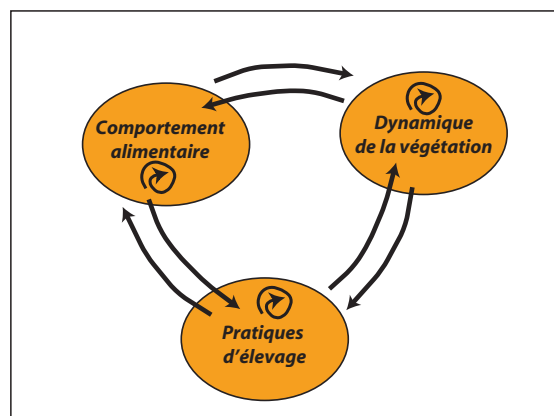 Comportement
alimentaire
Dynamique
de la végétation
Pratiques
d'élevage